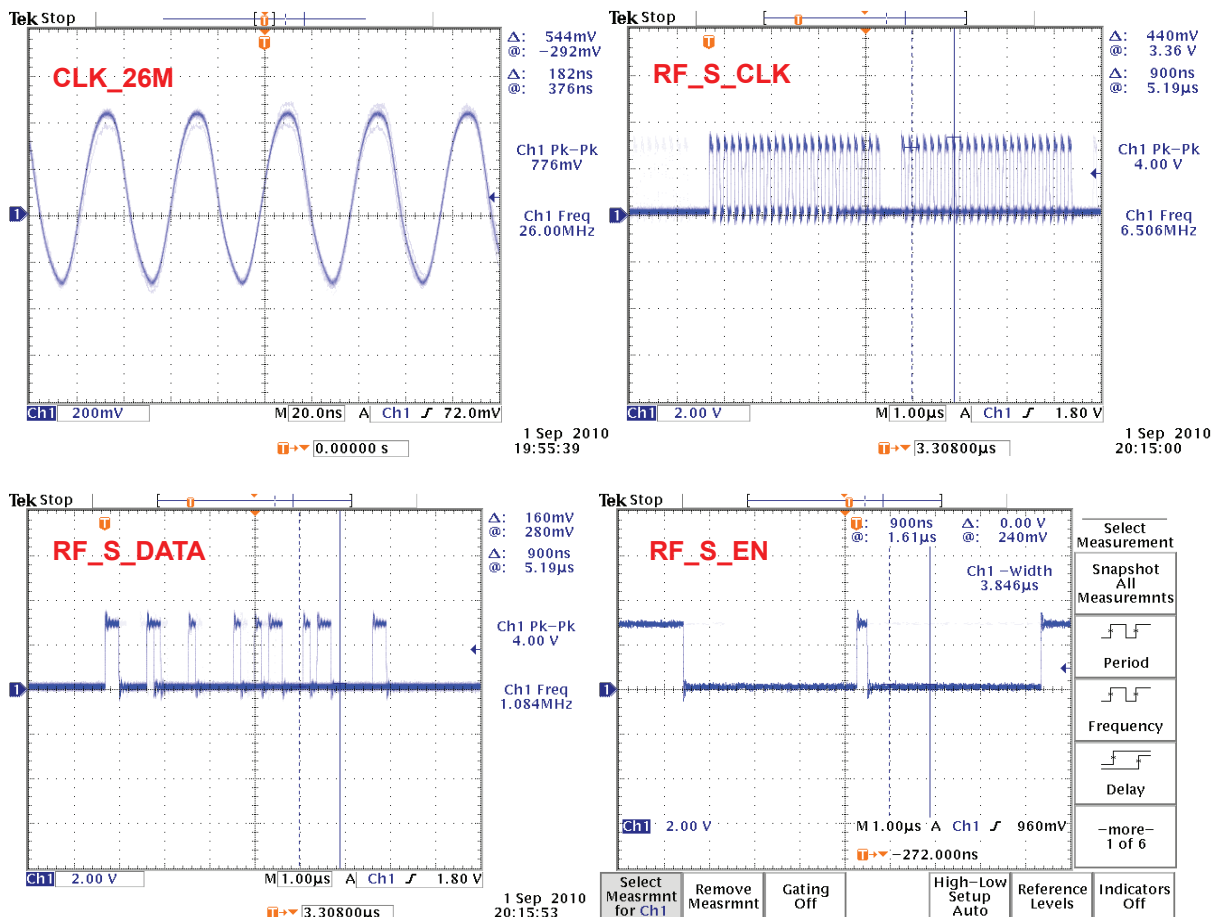 Tek Stop
T
T
CLK_26M
Δ: 544mV
@: −292mV
Δ: 182ns
@: 376ns
Ch1 Pk−Pk
776mV
Ch1 Freq
26.00MHz
1
Ch1 200mV M 20.0ns A Ch1 72.0mV
T 0.00000 s
1 Sep 2010
19:55:39
Tek Stop
T
T
RF_S_CLK
Δ: 440mV
@: 3.36 V
Δ: 900ns
@: 5.19µs
Ch1 Pk−Pk
4.00 V
Ch1 Freq
6.506MHz
1
Ch1 2.00 V M 1.00µs A Ch1 1.80 V
T 3.30800µs
1 Sep 2010
20:15:00
Tek Stop
T
T
RF_S_DATA
Δ: 160mV
@: 280mV
Δ: 900ns
@: 5.19µs
Ch1 Pk−Pk
4.00 V
Ch1 Freq
1.084MHz
1
Ch1 2.00 V M 1.00µs A Ch1 1.80 V
T 3.30800µs
1 Sep 2010
20:15:53
Tek Stop
T
T
RF_S_EN
: 900ns Δ: 0.00 V
@: 1.61µs @: 240mV
Ch1 −Width
3.846µs
1
Ch1 2.00 V M 1.00µs A Ch1 960mV
T −272.000ns
Select
Measurement
Snapshot
All
Measuremnts
Period
Frequency
Delay
−more−
1 of 6
Select
Measrmnt
for Ch1
Remove
Measrmnt
Gating
Off
High−Low
Setup
Auto
Reference
Levels
Indicators
Off